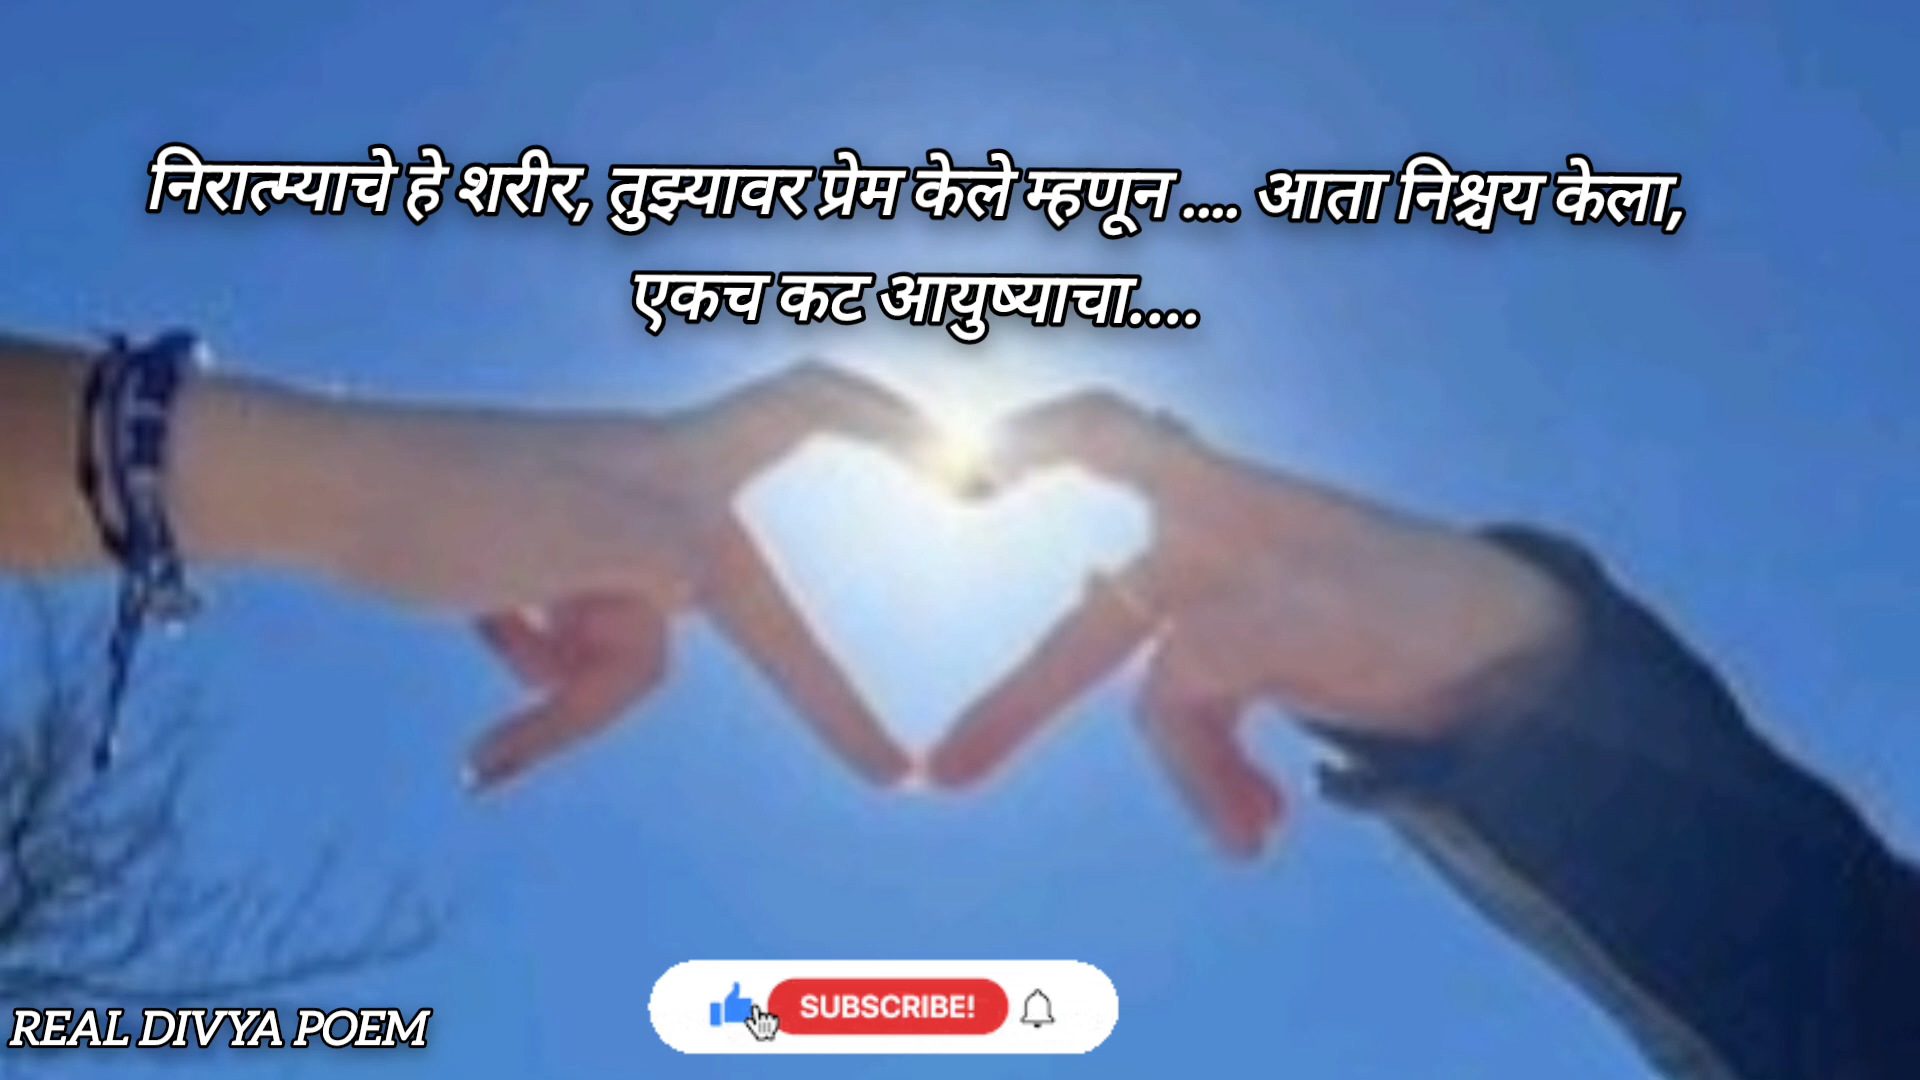 निरात्म्याचे हे शरीर, तुझ्यावर प्रेम केले म्हणून .... आता निश्चय केला,
एकच कट आयुष्याचा....
SUBSCRIBE!
REAL DIVYA POEM